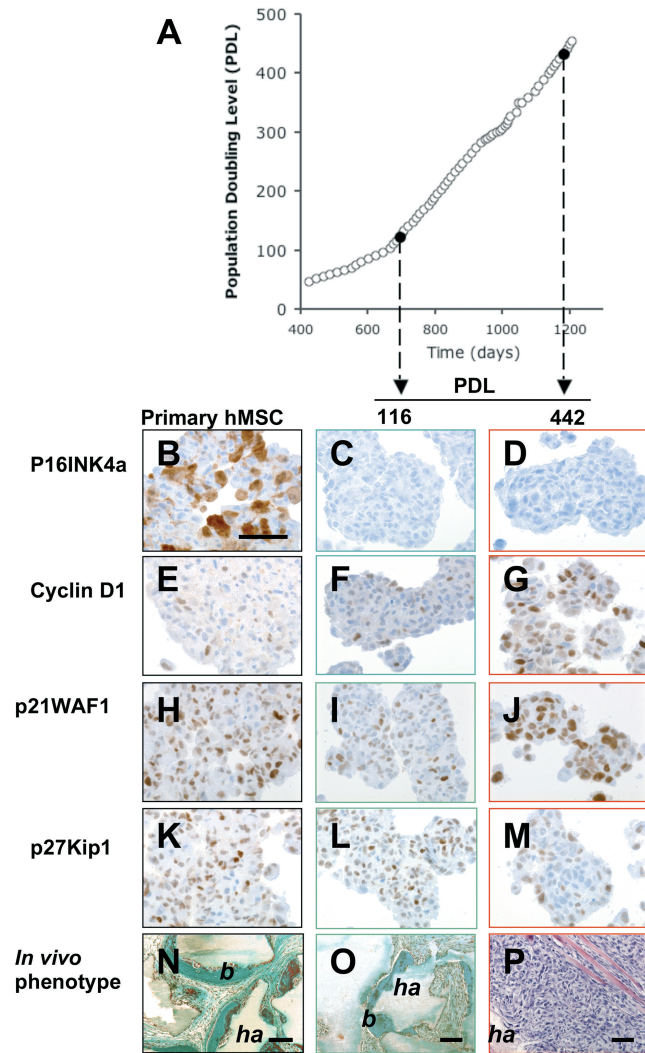 A
Population Doubling Level (PDL)
500
400
300
200
100
0
400 600 800 1000 1200
Time (days)
PDL
Primary hMSC 116 442
P16INK4a
B C D
Cyclin D1
E F G
p21WAF1
H I J
p27Kip1
K L M
In vivo
phenotype
N b ha
O ha b
P ha